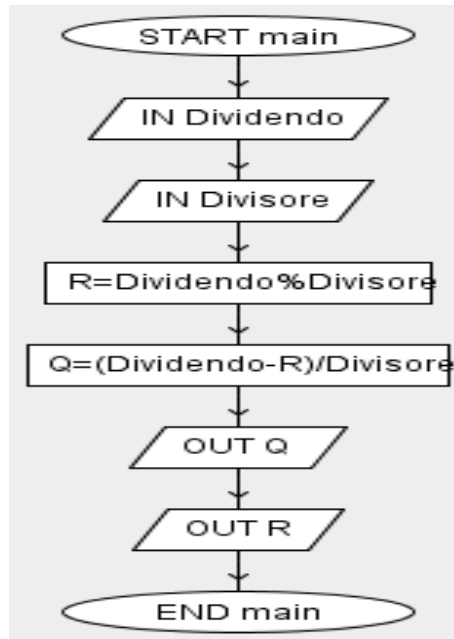 START main
IN Dividendo
IN Divisore
R=Dividendo%Divisore
Q=(Dividendo-R)/Divisore
OUT Q
OUT R
END main